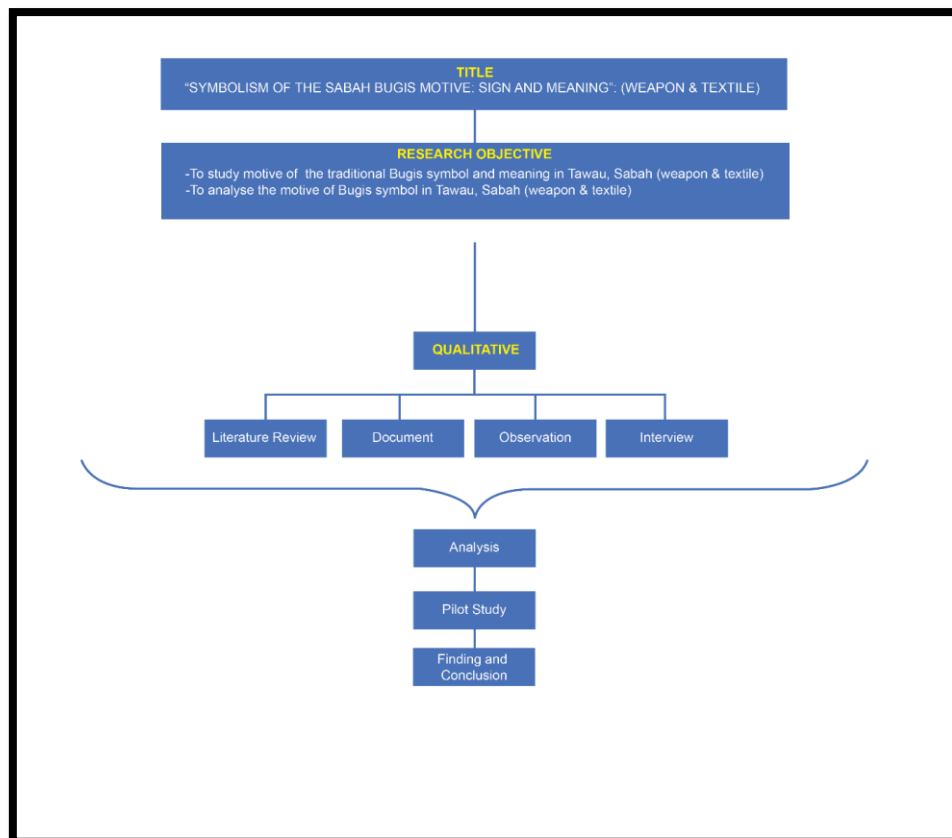 TITLE
“SYMBOLISM OF THE SABAH BUGIS MOTIVE: SIGN AND MEANING”: (WEAPON & TEXTILE)
RESEARCH OBJECTIVE
-To study motive of the traditional Bugis symbol and meaning in Tawau, Sabah (weapon & textile)
-To analyse the motive of Bugis symbol in Tawau, Sabah (weapon & textile)
QUALITATIVE
Literature Review
Document
Observation
Interview
Analysis
Pilot Study
Finding and
Conclusion